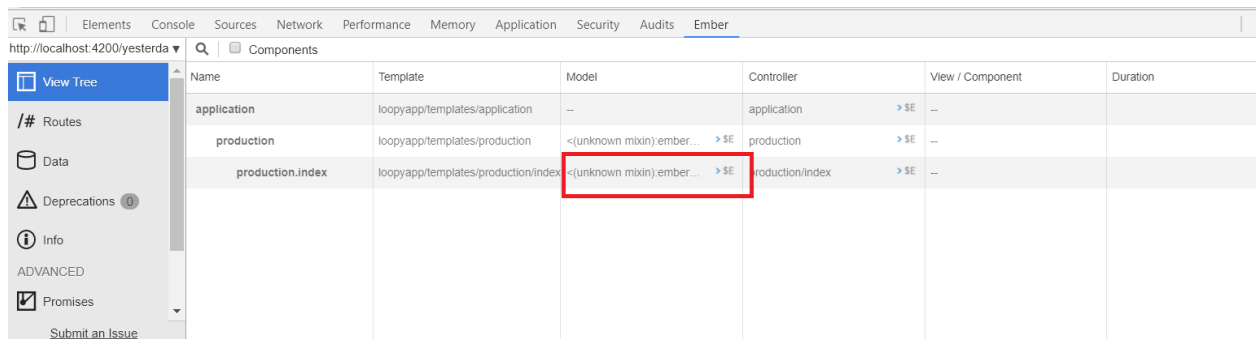 Elements Console Sources Network Performance Memory Application Security Audits Ember
http://localhost:4200/yesterda ▼ Components
View Tree
/# Routes
Data
Deprecations 0
Info
ADVANCED
Promises
Submit an Issue
Name Template Model Controller View / Component Duration
application loopyapp/templates/application -- application > $E --
production loopyapp/templates/production <(unknown mixin):ember... > $E production > $E --
production.index loopyapp/templates/production/index <(unknown mixin):ember... > $E production/index > $E --